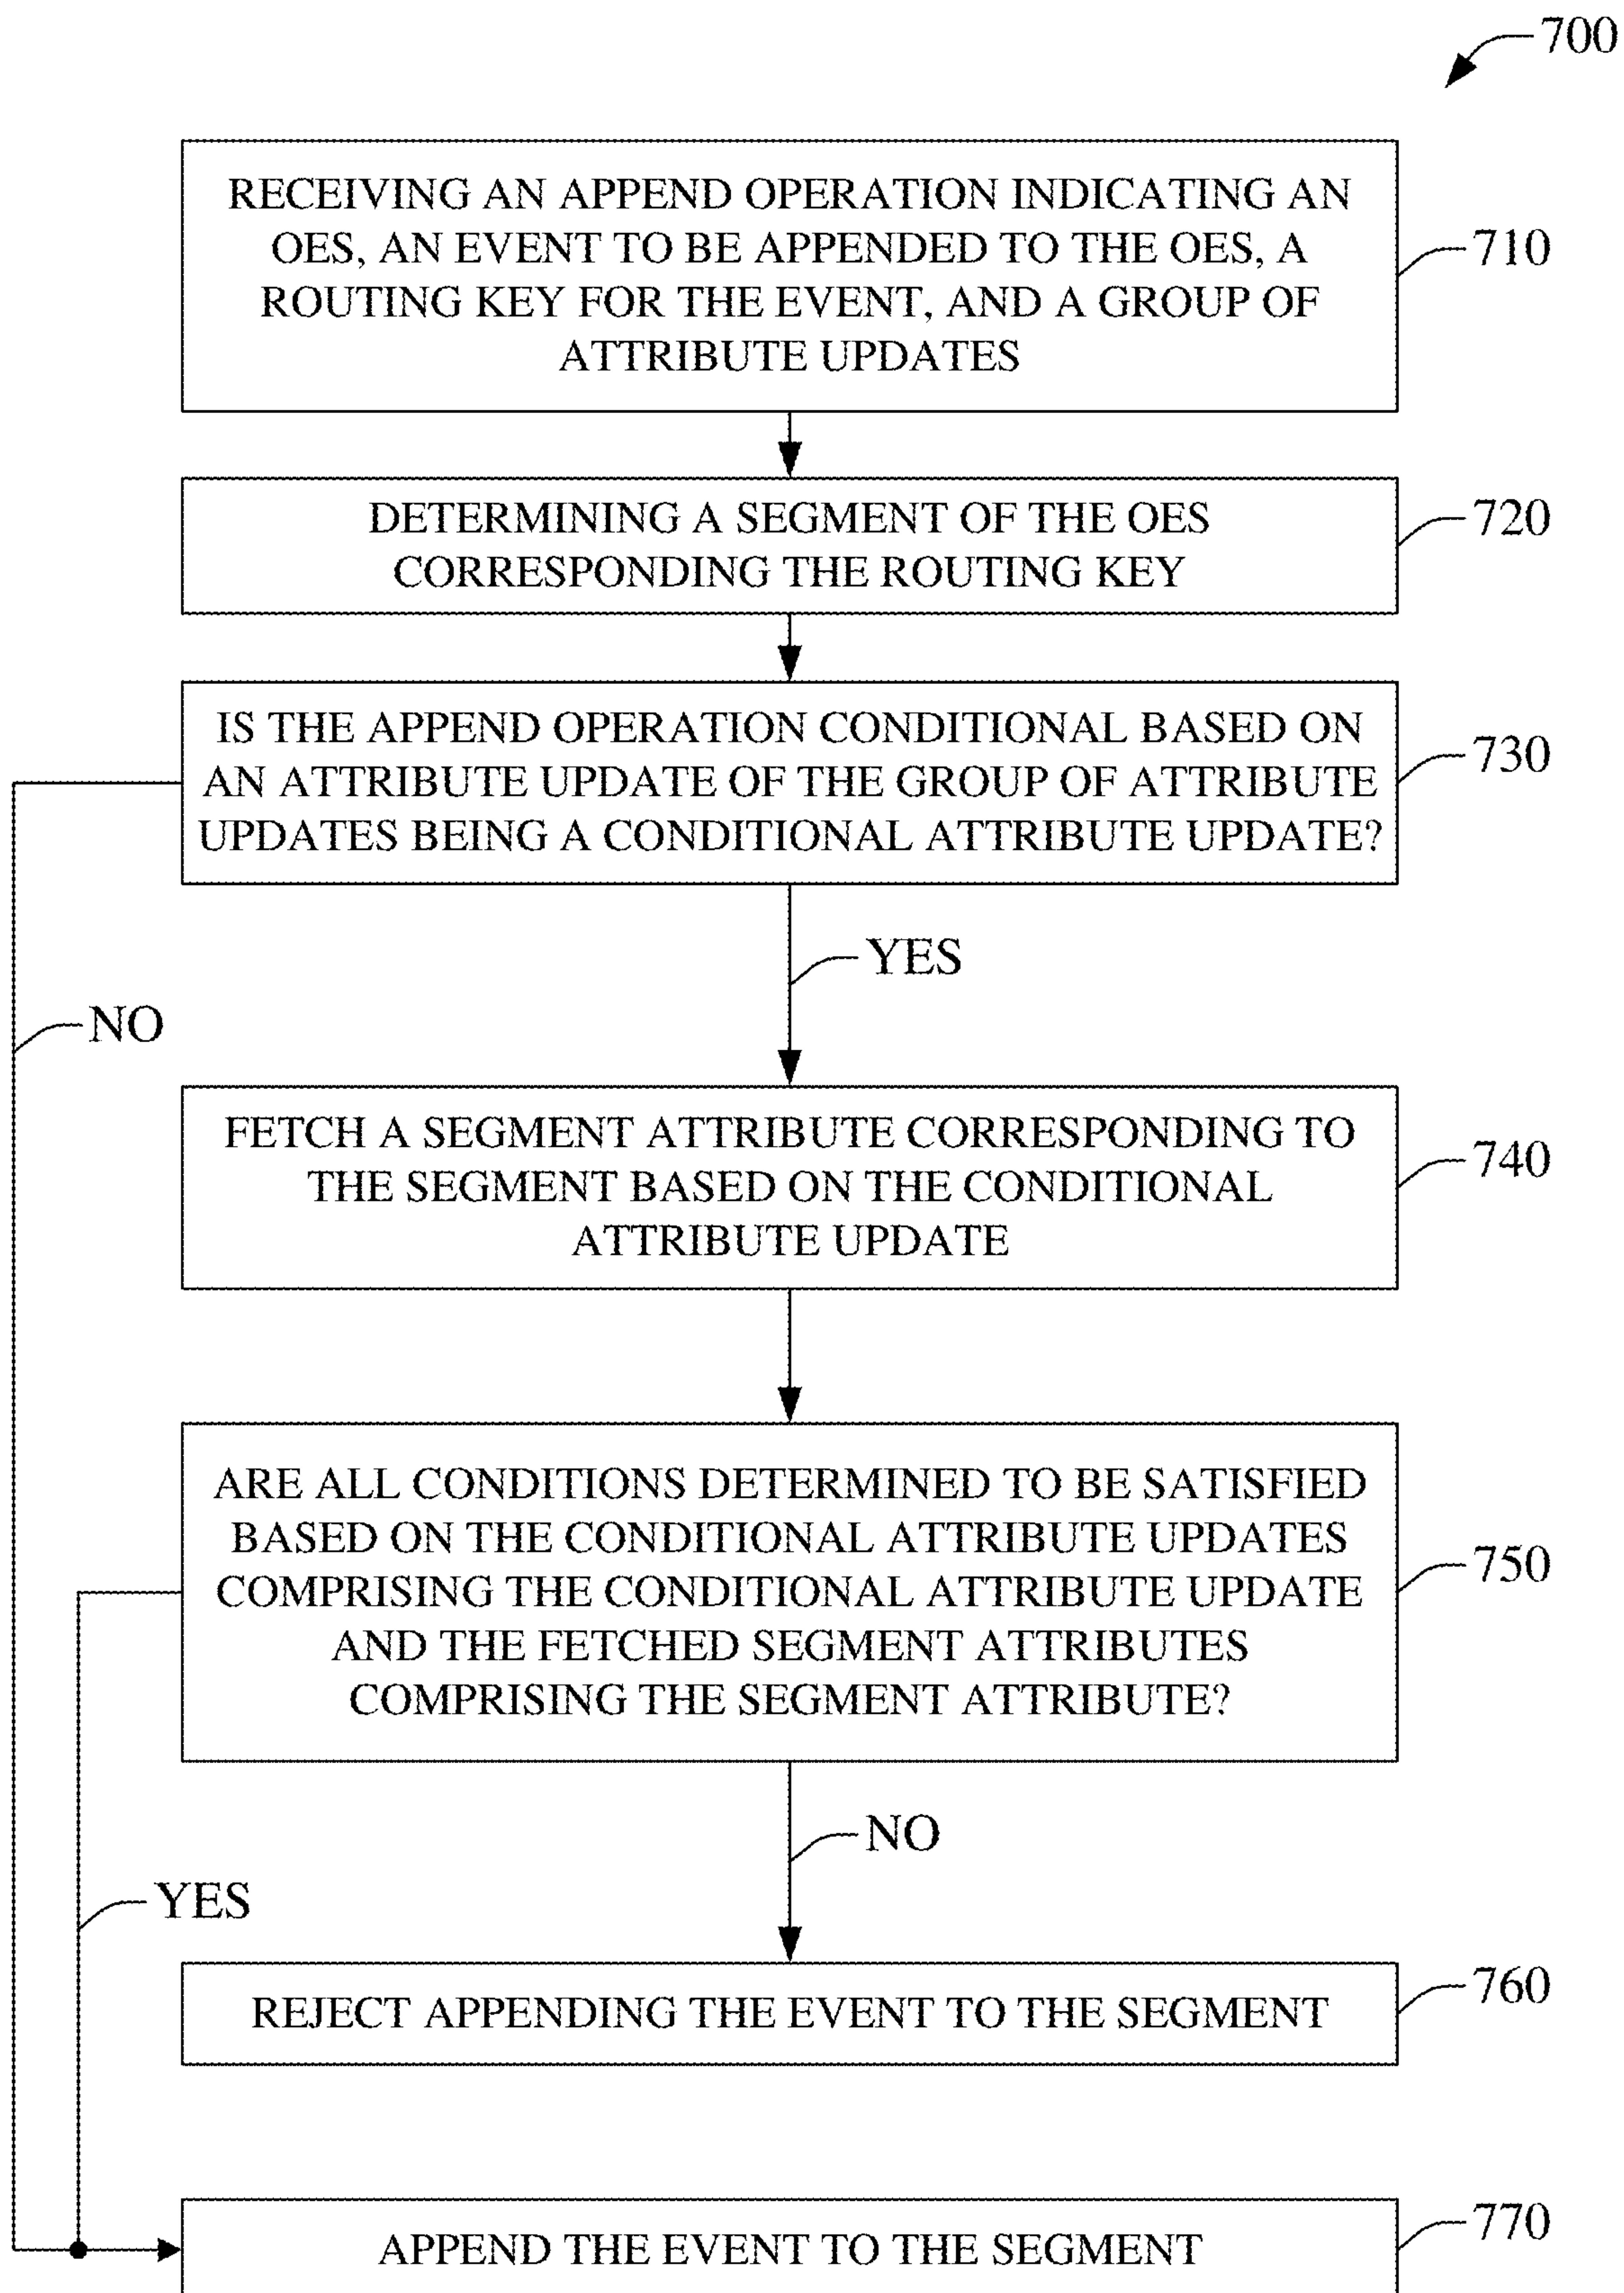 700
RECEIVING AN APPEND OPERATION INDICATING AN
OES, AN EVENT TO BE APPENDED TO THE OES, A
ROUTING KEY FOR THE EVENT, AND A GROUP OF
ATTRIBUTE UPDATES
710
DETERMINING A SEGMENT OF THE OES
CORRESPONDING THE ROUTING KEY
720
IS THE APPEND OPERATION CONDITIONAL BASED ON
AN ATTRIBUTE UPDATE OF THE GROUP OF ATTRIBUTE
UPDATES BEING A CONDITIONAL ATTRIBUTE UPDATE?
730
YES
NO
FETCH A SEGMENT ATTRIBUTE CORRESPONDING TO
THE SEGMENT BASED ON THE CONDITIONAL
ATTRIBUTE UPDATE
740
ARE ALL CONDITIONS DETERMINED TO BE SATISFIED
BASED ON THE CONDITIONAL ATTRIBUTE UPDATES
COMPRISING THE CONDITIONAL ATTRIBUTE UPDATE
AND THE FETCHED SEGMENT ATTRIBUTES
COMPRISING THE SEGMENT ATTRIBUTE?
750
NO
YES
REJECT APPENDING THE EVENT TO THE SEGMENT
760
APPEND THE EVENT TO THE SEGMENT
770